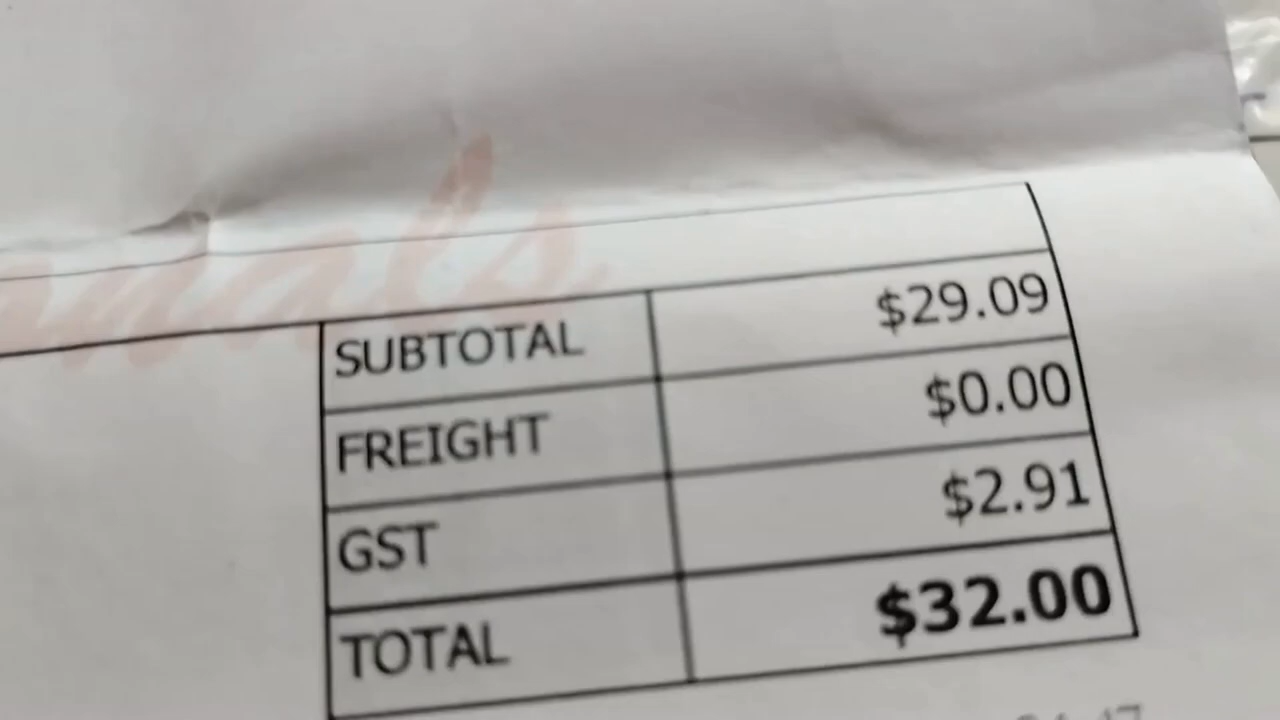 SUBTOTAL $29.09
FREIGHT $0.00
GST $2.91
TOTAL $32.00